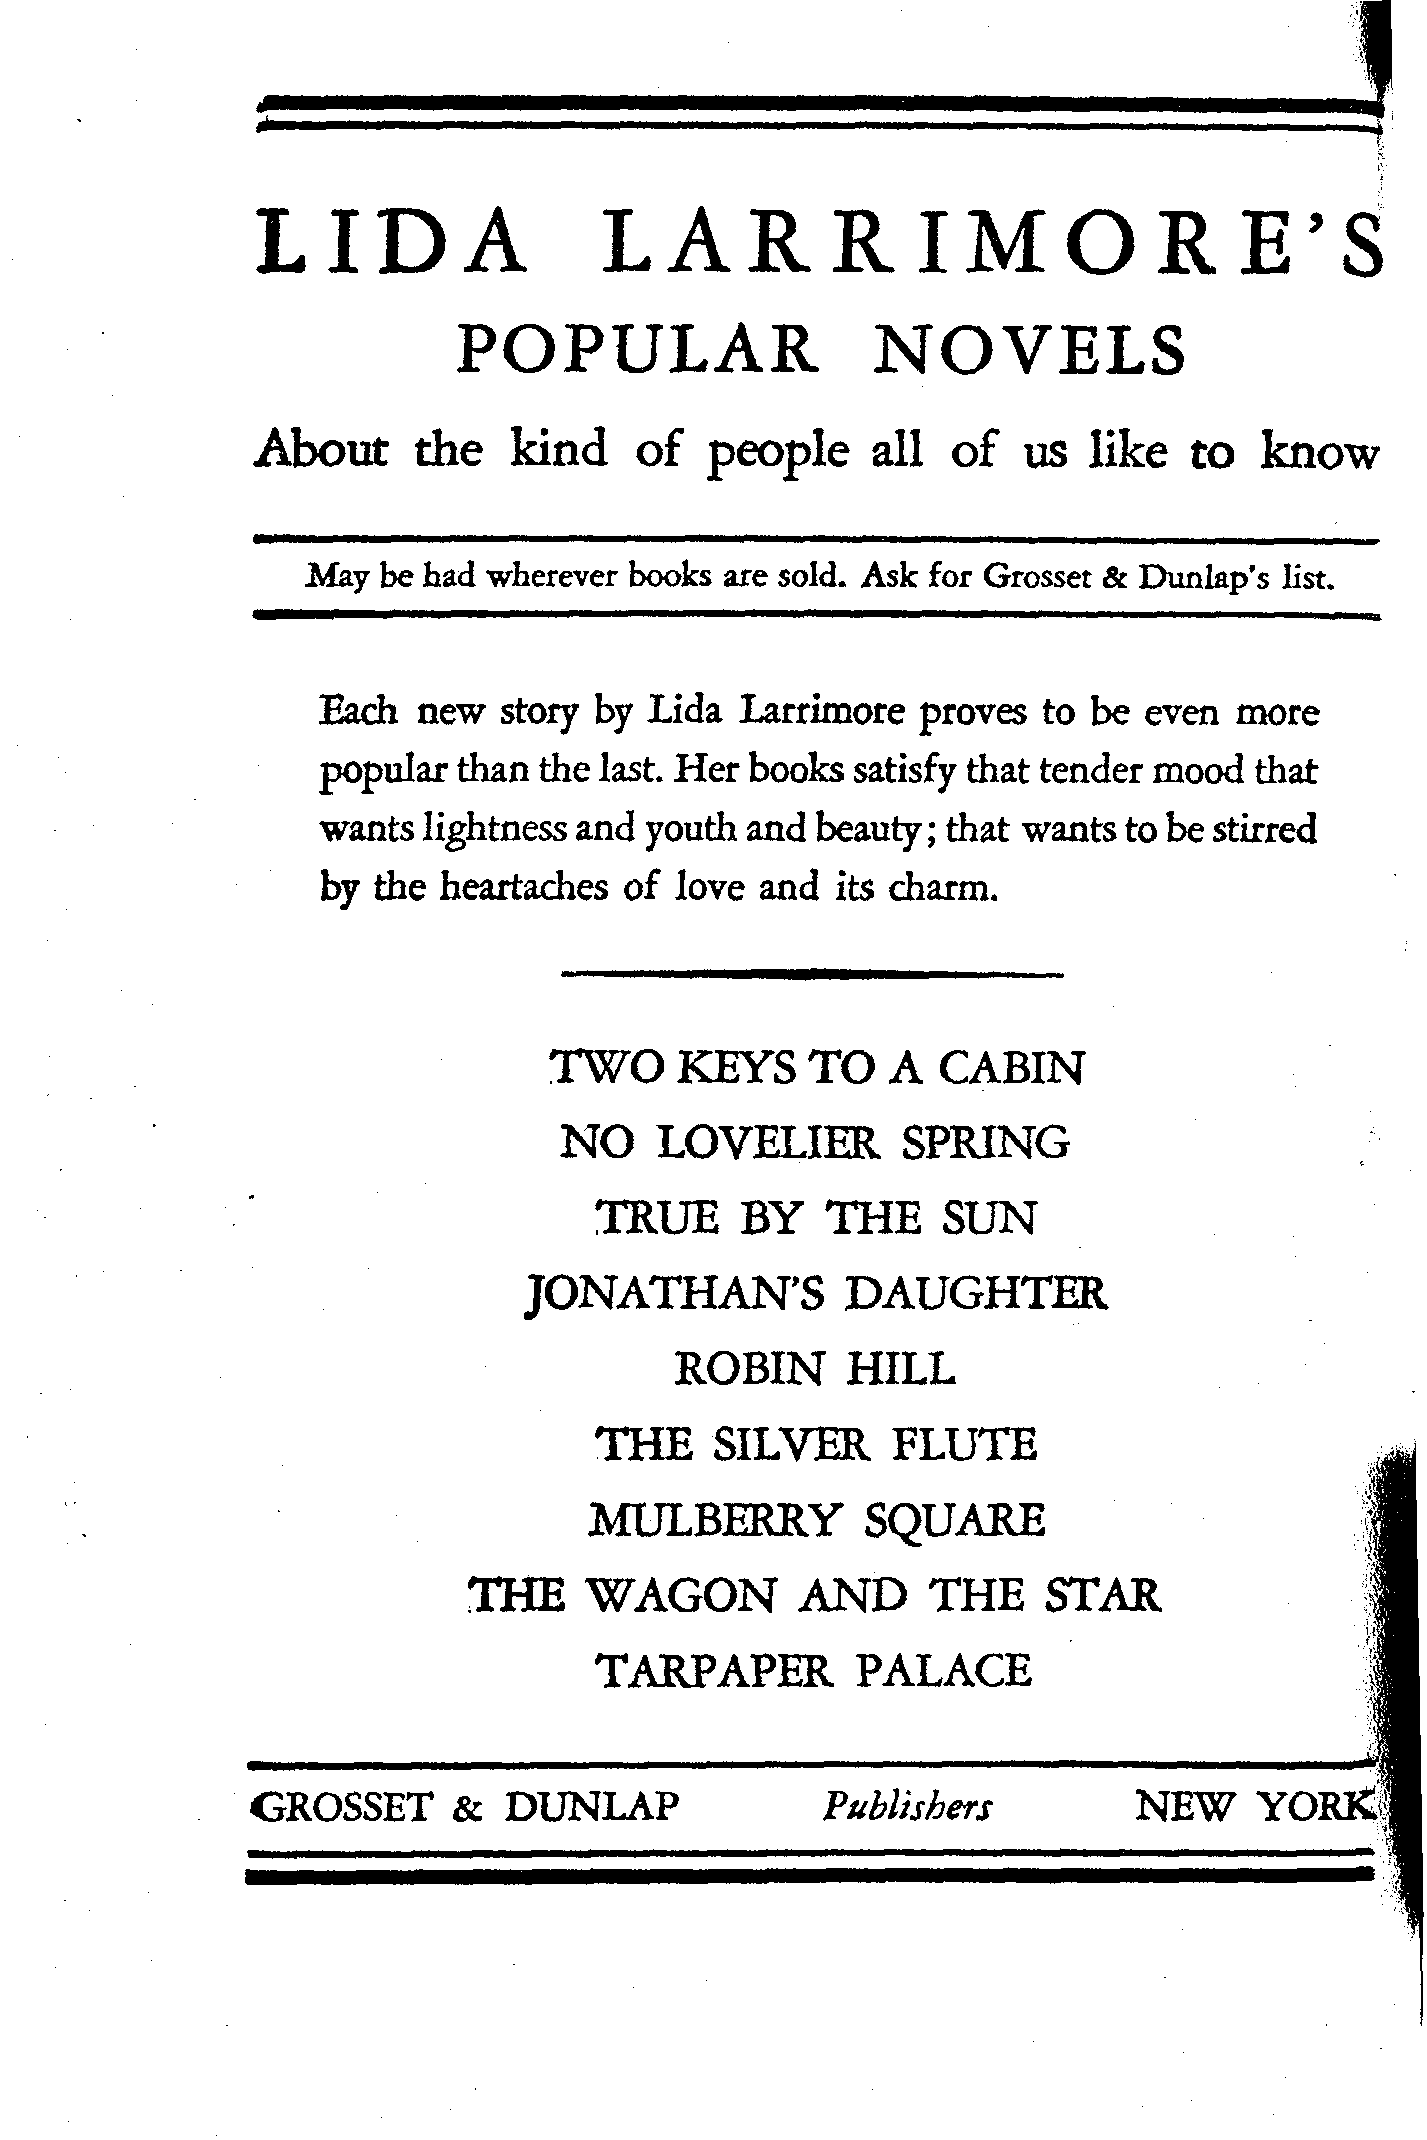 LIDA LARRIMORE'S
POPULAR NOVELS
About the kind of people all of us like to know
May be had wherever books are sold. Ask for Grosset & Dunlap's list.
Each new story by Lida Larrimore proves to be even more
popular than the last. Her books satisfy that tender mood that
wants lightness and youth and beauty; that wants to be stirred
by the heartaches of love and its charm.
TWO KEYS TO A CABIN
NO LOVELIER SPRING
TRUE BY THE SUN
JONATHAN'S DAUGHTER
ROBIN HILL
THE SILVER FLUTE
MULBERRY SQUARE
THE WAGON AND THE STAR
TARPAPER PALACE
GROSSET & DUNLAP Publishers NEW YORK